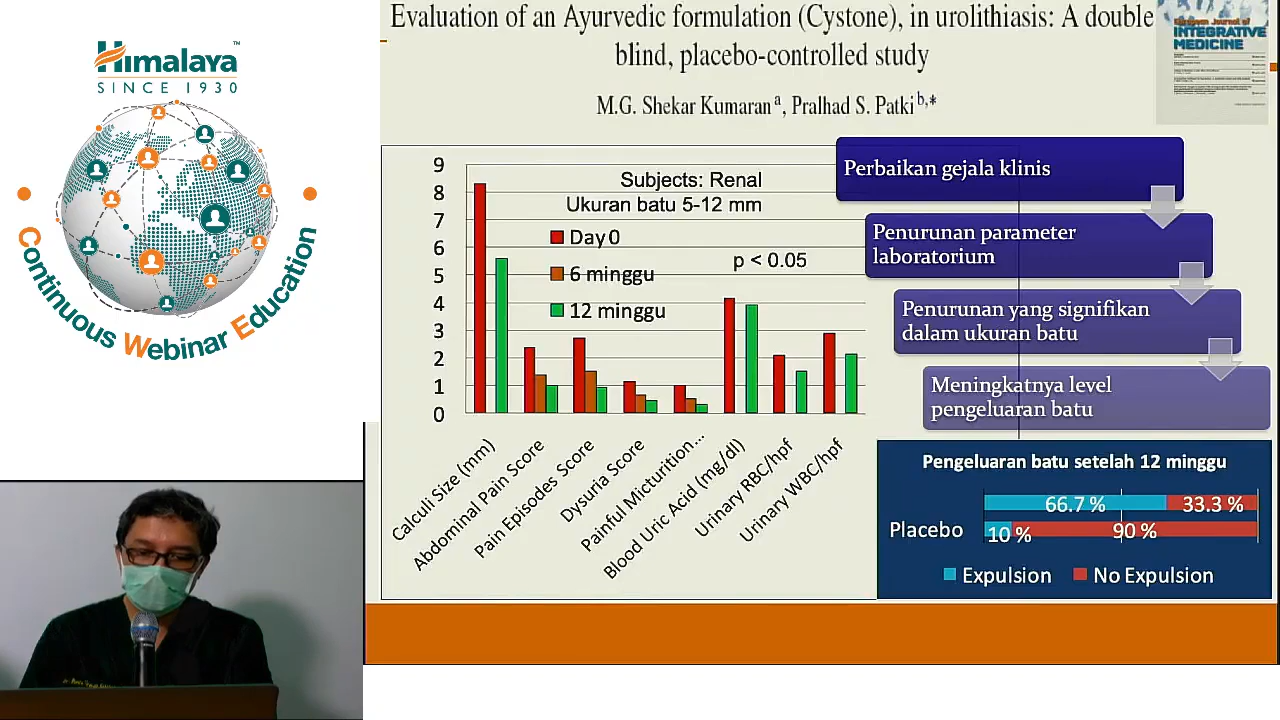 Himalaya™
SINCE 1930
Continuous Webinar Education
Evaluation of an Ayurvedic formulation (Cystone), in urolithiasis: A double
blind, placebo-controlled study
M.G. Shekar Kumaran a, Pralhad S. Patki b,*
European Journal of
INTEGRATIVE
MEDICINE
9
8
7
6
5
4
3
2
1
0
Subjects: Renal
Ukuran batu 5-12 mm
Day 0
6 minggu
12 minggu
p < 0.05
Calculi Size (mm)
Abdominal Pain Score
Pain Episodes Score
Dysuria Score
Painful Micturition...
Blood Uric Acid (mg/dl)
Urinary RBC/hpf
Urinary WBC/hpf
Perbaikan gejala klinis
Penurunan parameter
laboratorium
Penurunan yang signifikan
dalam ukuran batu
Meningkatnya level
pengeluaran batu
Pengeluaran batu setelah 12 minggu
66.7 %
33.3 %
Placebo
10 %
90 %
Expulsion
No Expulsion